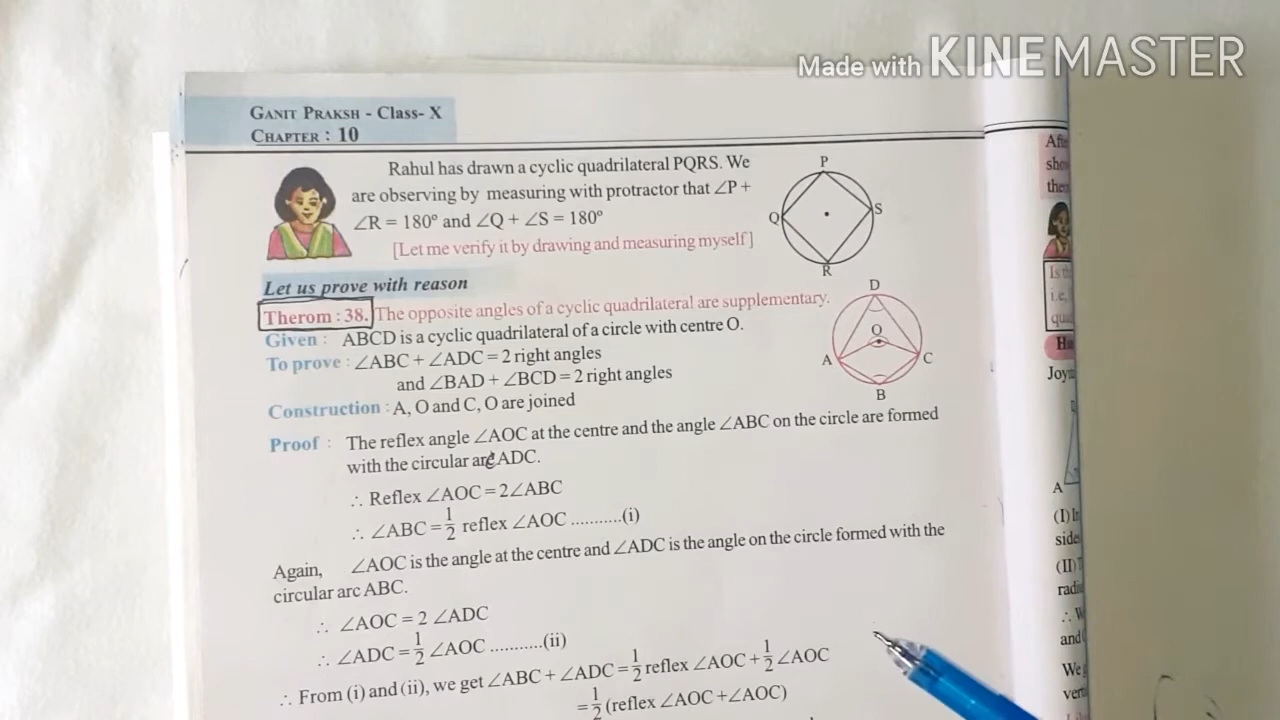 Made with KINEMASTER
GANIT PRAKSH - Class- X
CHAPTER : 10
Rahul has drawn a cyclic quadrilateral PQRS. We
are observing by measuring with protractor that ∠P +
∠R = 180° and ∠Q + ∠S = 180°
[Let me verify it by drawing and measuring myself]
P
Q
S
R
Let us prove with reason
Therom : 38. The opposite angles of a cyclic quadrilateral are supplementary.
Given : ABCD is a cyclic quadrilateral of a circle with centre O.
To prove : ∠ABC + ∠ADC = 2 right angles
and ∠BAD + ∠BCD = 2 right angles
Construction : A, O and C, O are joined
D
O
A
C
B
Proof : The reflex angle ∠AOC at the centre and the angle ∠ABC on the circle are formed
with the circular arc ADC.
∴ Reflex ∠AOC = 2∠ABC
∴ ∠ABC = 1/2 reflex ∠AOC ...........(i)
Again, ∠AOC is the angle at the centre and ∠ADC is the angle on the circle formed with the
circular arc ABC.
∴ ∠AOC = 2 ∠ADC
∴ ∠ADC = 1/2 ∠AOC ...........(ii)
∴ From (i) and (ii), we get ∠ABC + ∠ADC = 1/2 reflex ∠AOC + 1/2 ∠AOC
= 1/2 (reflex ∠AOC + ∠AOC)
sho
i.e,
Joym
A
side
(II)
radi
and
ver